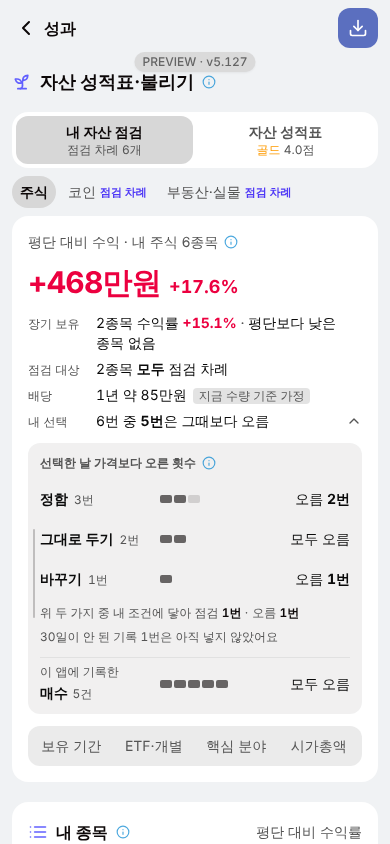 성과
PREVIEW · v5.127
자산 성적표·불리기
내 자산 점검
점검 차례 6개
자산 성적표
골드 4.0점
주식
코인 점검 차례
부동산·실물 점검 차례
평단 대비 수익 · 내 주식 6종목
+468만원 +17.6%
장기 보유 2종목 수익률 +15.1% · 평단보다 낮은
종목 없음
점검 대상 2종목 모두 점검 차례
배당 1년 약 85만원 지금 수량 기준 가정
내 선택 6번 중 5번은 그때보다 오름
선택한 날 가격보다 오른 횟수
정함 3번 오름 2번
그대로 두기 2번 모두 오름
바꾸기 1번 오름 1번
위 두 가지 중 내 조건에 닿아 점검 1번 · 오름 1번
30일이 안 된 기록 1번은 아직 넣지 않았어요
이 앱에 기록한
매수 5건 모두 오름
보유 기간 ETF·개별 핵심 분야 시가총액
내 종목 평단 대비 수익률